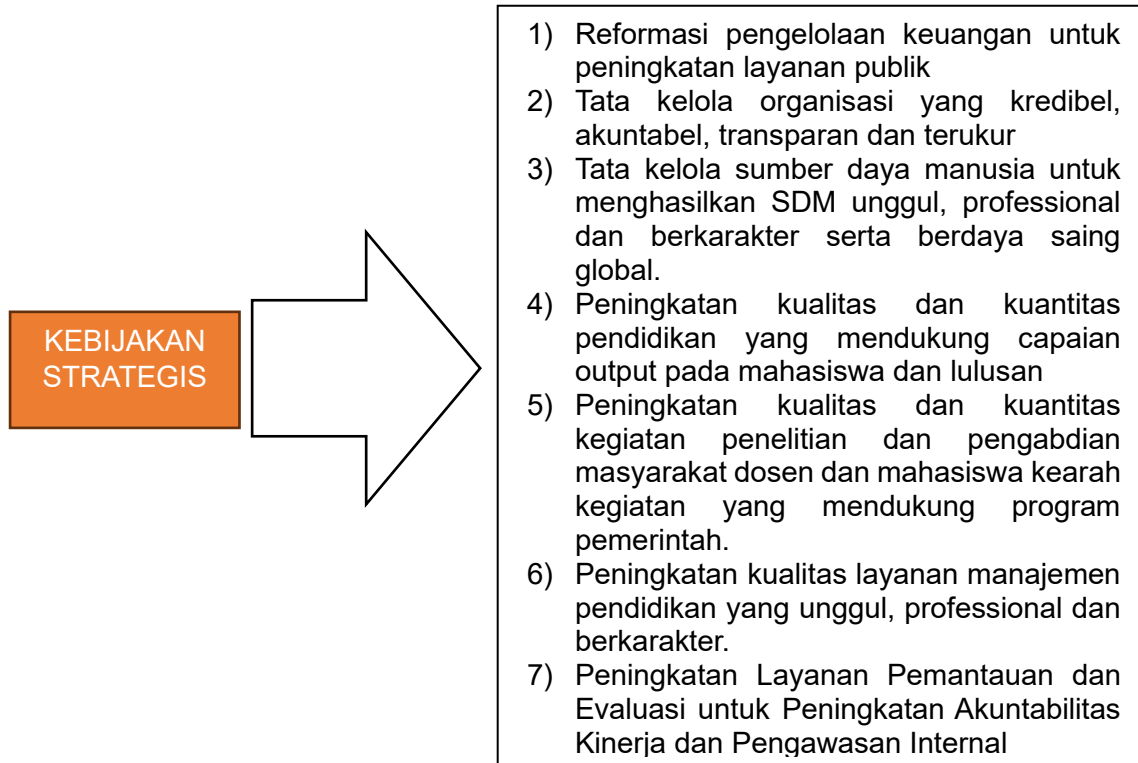 KEBIJAKAN
STRATEGIS
1) Reformasi pengelolaan keuangan untuk
peningkatan layanan publik
2) Tata kelola organisasi yang kredibel,
akuntabel, transparan dan terukur
3) Tata kelola sumber daya manusia untuk
menghasilkan SDM unggul, professional
dan berkarakter serta berdaya saing
global.
4) Peningkatan kualitas dan kuantitas
pendidikan yang mendukung capaian
output pada mahasiswa dan lulusan
5) Peningkatan kualitas dan kuantitas
kegiatan penelitian dan pengabdian
masyarakat dosen dan mahasiswa kearah
kegiatan yang mendukung program
pemerintah.
6) Peningkatan kualitas layanan manajemen
pendidikan yang unggul, professional dan
berkarakter.
7) Peningkatan Layanan Pemantauan dan
Evaluasi untuk Peningkatan Akuntabilitas
Kinerja dan Pengawasan Internal